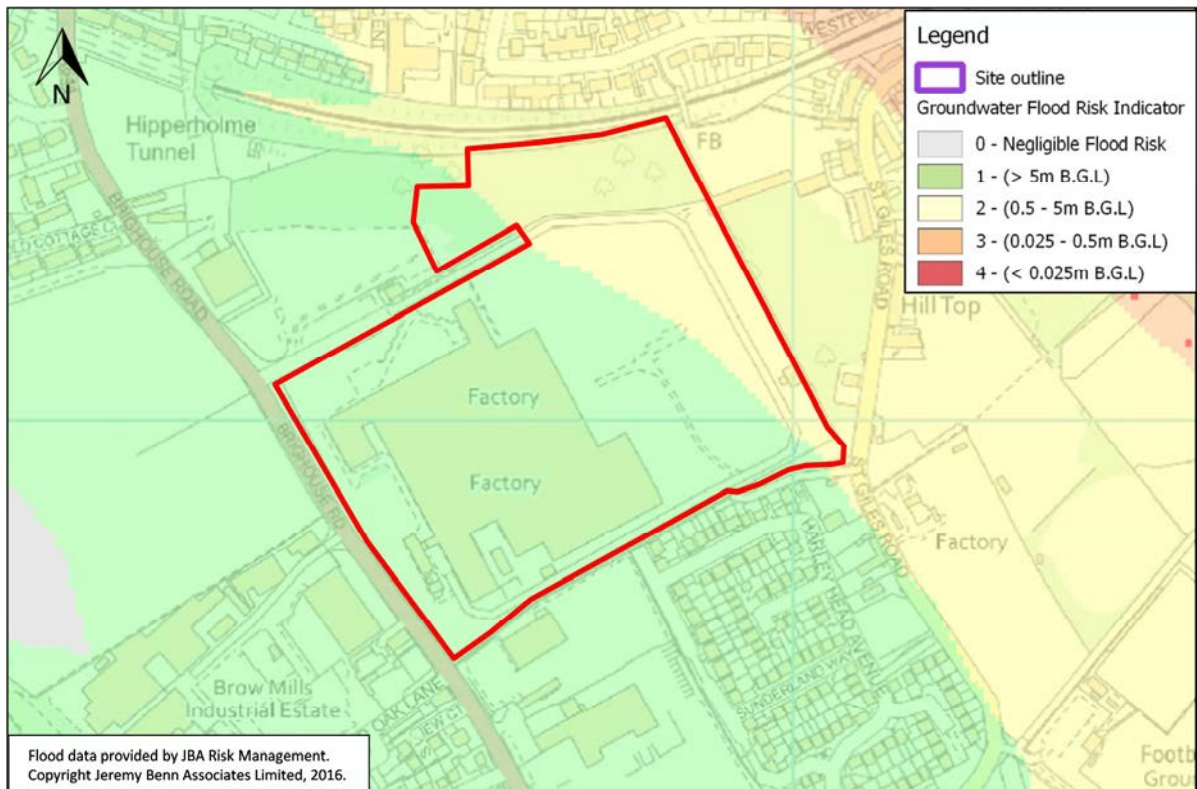 N
Hipperholme
Tunnel
BRIGHOUSE ROAD
FB
ST GILES ROAD
Hill Top
Factory
Factory
BRIGHOUSE RD
Factory
HARLEY HEAD AVENUE
SUNDERLAND WAY
Brow Mills
Industrial Estate
OAK LANE
Legend
Site outline
Groundwater Flood Risk Indicator
0 - Negligible Flood Risk
1 - (> 5m B.G.L)
2 - (0.5 - 5m B.G.L)
3 - (0.025 - 0.5m B.G.L)
4 - (< 0.025m B.G.L)
Flood data provided by JBA Risk Management.
Copyright Jeremy Benn Associates Limited, 2016.